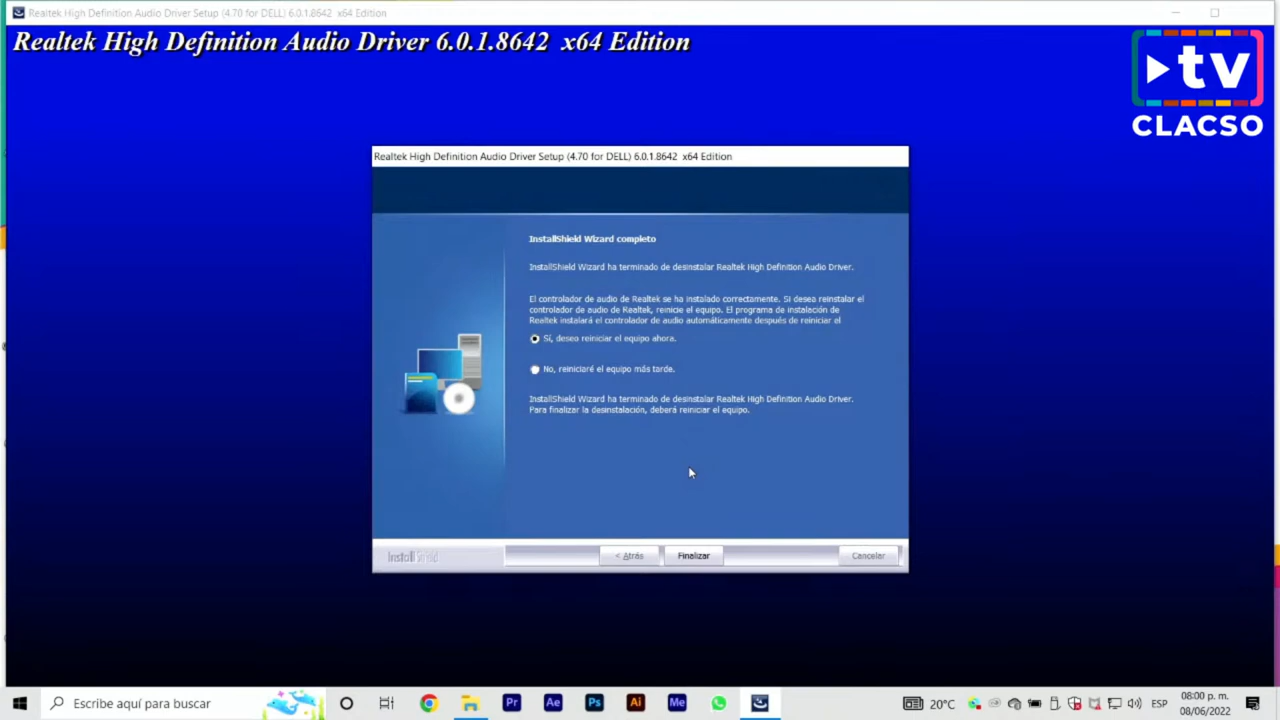 Realtek High Definition Audio Driver Setup (4.70 for DELL) 6.0.1.8642 x64 Edition
Realtek High Definition Audio Driver 6.0.1.8642 x64 Edition
tv
CLACSO
Realtek High Definition Audio Driver Setup (4.70 for DELL) 6.0.1.8642 x64 Edition
InstallShield Wizard completo
InstallShield Wizard ha terminado de desinstalar Realtek High Definition Audio Driver.
El controlador de audio de Realtek se ha instalado correctamente. Si desea reinstalar el
controlador de audio de Realtek, reinicie el equipo. El programa de instalación de
Realtek instalará el controlador de audio automáticamente después de reiniciar el
Sí, deseo reiniciar el equipo ahora.
No, reiniciaré el equipo más tarde.
InstallShield Wizard ha terminado de desinstalar Realtek High Definition Audio Driver.
Para finalizar la desinstalación, deberá reiniciar el equipo.
InstallShield
< Atrás
Finalizar
Cancelar
Escribe aquí para buscar
Pr
Ae
Ps
Ai
Me
20°C
ESP
08:00 p. m.
08/06/2022